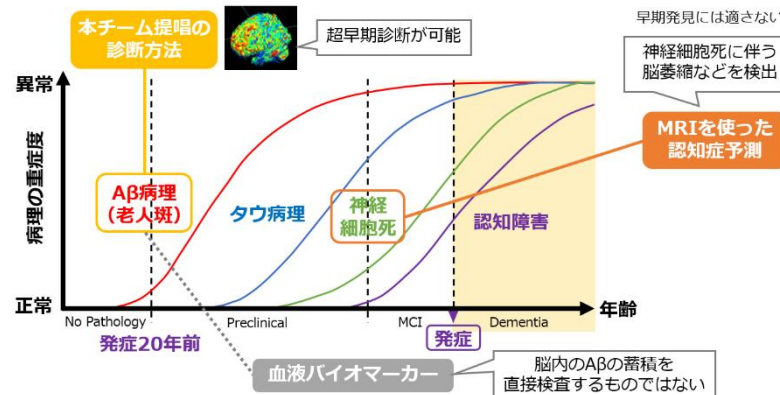 本チーム提唱の
診断方法
超早期診断が可能
早期発見には適さない
神経細胞死に伴う
脳萎縮などを検出
MRIを使った
認知症予測
異常
病理の重症度
正常
Aβ病理
(老人斑)
タウ病理
神経
細胞死
認知障害
年齢
No Pathology
Preclinical
MCI
Dementia
発症20年前
発症
血液バイオマーカー
脳内のAβの蓄積を
直接検査するものではない